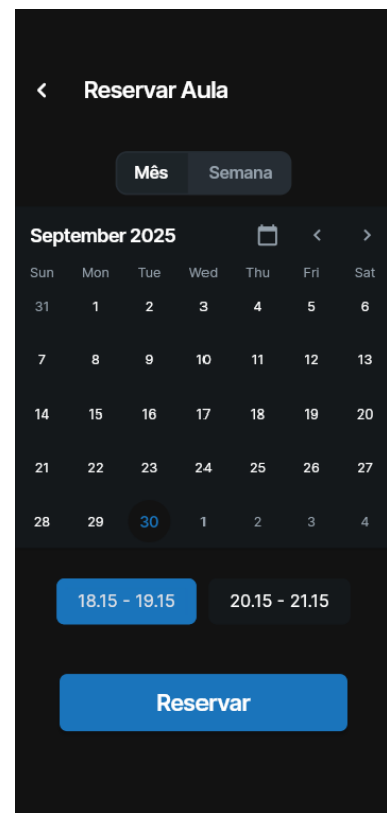 Reservar Aula
Mês Semana
September 2025
Sun Mon Tue Wed Thu Fri Sat
31 1 2 3 4 5 6
7 8 9 10 11 12 13
14 15 16 17 18 19 20
21 22 23 24 25 26 27
28 29 30 1 2 3 4
18.15 - 19.15 20.15 - 21.15
Reservar